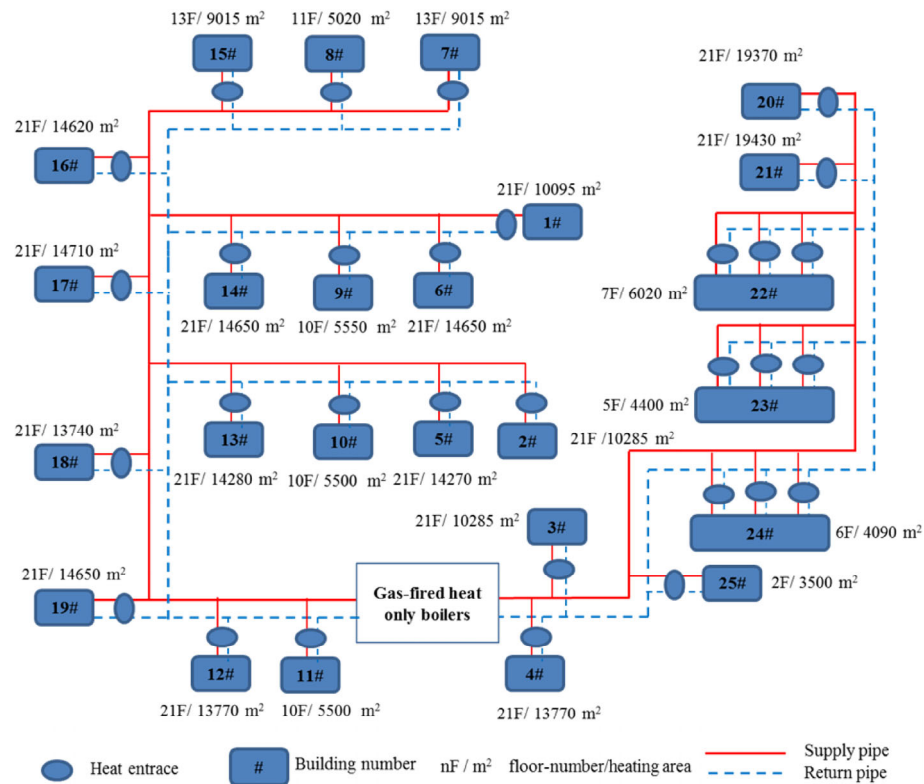 13F/ 9015 m²
11F/ 5020 m²
13F/ 9015 m²
15#
8#
7#
21F/ 19370 m²
20#
21F/ 14620 m²
16#
21F/ 19430 m²
21#
21F/ 10095 m²
1#
21F/ 14710 m²
17#
14#
9#
6#
22#
7F/ 6020 m²
21F/ 14650 m²
10F/ 5550 m²
21F/ 14650 m²
23#
5F/ 4400 m²
21F/ 13740 m²
18#
13#
10#
5#
2#
21F /10285 m²
21F/ 14280 m²
10F/ 5500 m²
21F/ 14270 m²
21F/ 10285 m²
3#
24#
6F/ 4090 m²
21F/ 14650 m²
19#
Gas-fired heat
only boilers
25#
2F/ 3500 m²
12#
11#
4#
21F/ 13770 m²
10F/ 5500 m²
21F/ 13770 m²
Heat entrace
#
Building number
nF / m²
floor-number/heating area
Supply pipe
Return pipe